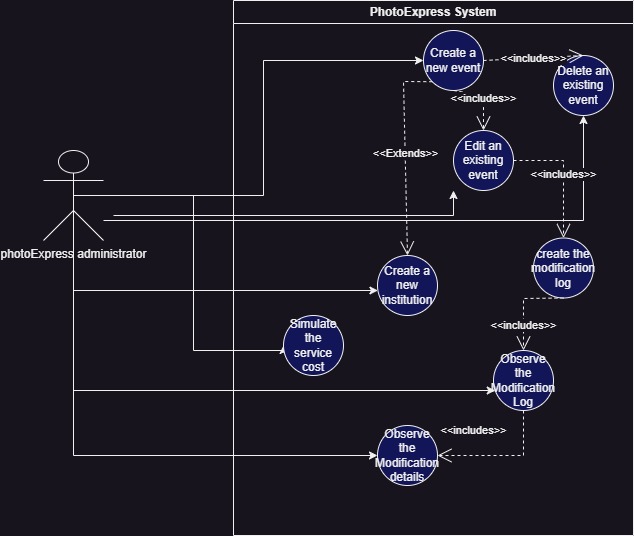 PhotoExpress System
Create a
new event
<<includes>>
Delete an
existing
event
<<includes>>
<<Extends>>
Edit an
existing
event
<<includes>>
photoExpress administrator
create the
modification
log
Create a
new
institution
Simulate
the
service
cost
<<includes>>
Observe
the
Modification
Log
<<includes>>
Observe
the
Modification
details